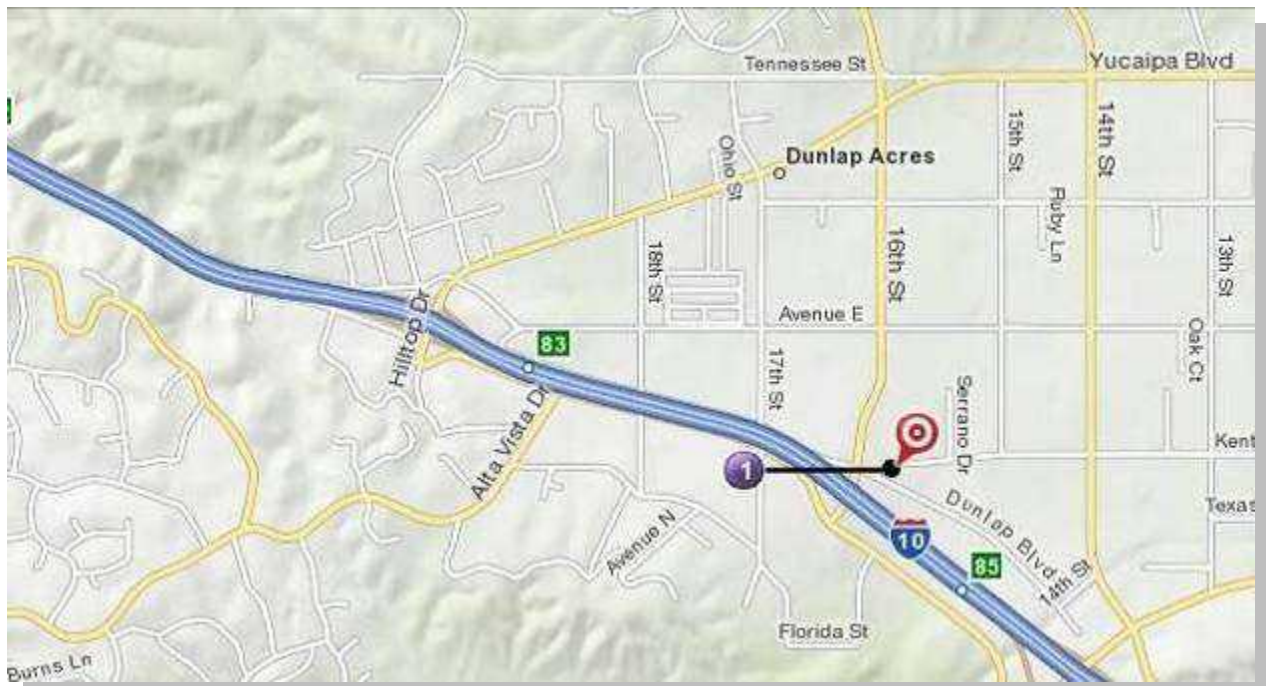 Tennessee St
Yucaipa Blvd
15th St
14th St
Ohio St
Dunlap Acres
Ruby Ln
18th St
16th St
13th St
Avenue E
Hilltop Dr
83
Oak Ct
17th St
Serrano Dr
Alta Vista Dr
Kent
1
Dunlap Blvd
Texas
Avenue N
10
85
14th St
Florida St
Burns Ln